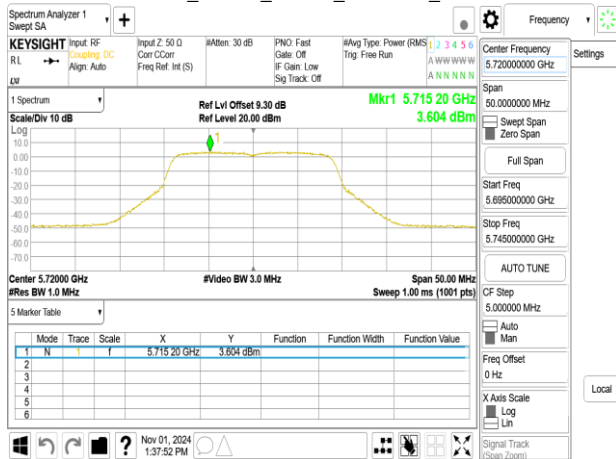 Spectrum Analyzer 1
Swept SA
Frequency
KEYSIGHT
RL
Input: RF
Coupling: DC
Align: Auto
Input Z: 50 Ω
Corr CCorr
Freq Ref: Int (S)
#Atten: 30 dB
PNO: Fast
Gate: Off
IF Gain: Low
Sig Track: Off
#Avg Type: Power (RMS
Trig: Free Run
1 2 3 4 5 6
A W W W W W
A N N N N N
LXI
1 Spectrum
Scale/Div 10 dB
Ref Lvl Offset 9.30 dB
Ref Level 20.00 dBm
Mkr1 5.715 20 GHz
3.604 dBm
Log
1
10.0
0.00
-10.0
-20.0
-30.0
-40.0
-50.0
-60.0
-70.0
Center 5.72000 GHz
#Res BW 1.0 MHz
#Video BW 3.0 MHz
Span 50.00 MHz
Sweep 1.00 ms (1001 pts)
5 Marker Table
Mode Trace Scale X Y Function Function Width Function Value
1 N 1 f 5.715 20 GHz 3.604 dBm
2
3
4
5
6
Nov 01, 2024
1:37:52 PM
?
Center Frequency
5.720000000 GHz
Span
50.0000000 MHz
Swept Span
Zero Span
Full Span
Start Freq
5.695000000 GHz
Stop Freq
5.745000000 GHz
AUTO TUNE
CF Step
5.000000 MHz
Auto
Man
Freq Offset
0 Hz
X Axis Scale
Log
Lin
Signal Track
(Span Zoom)
Settings
Local